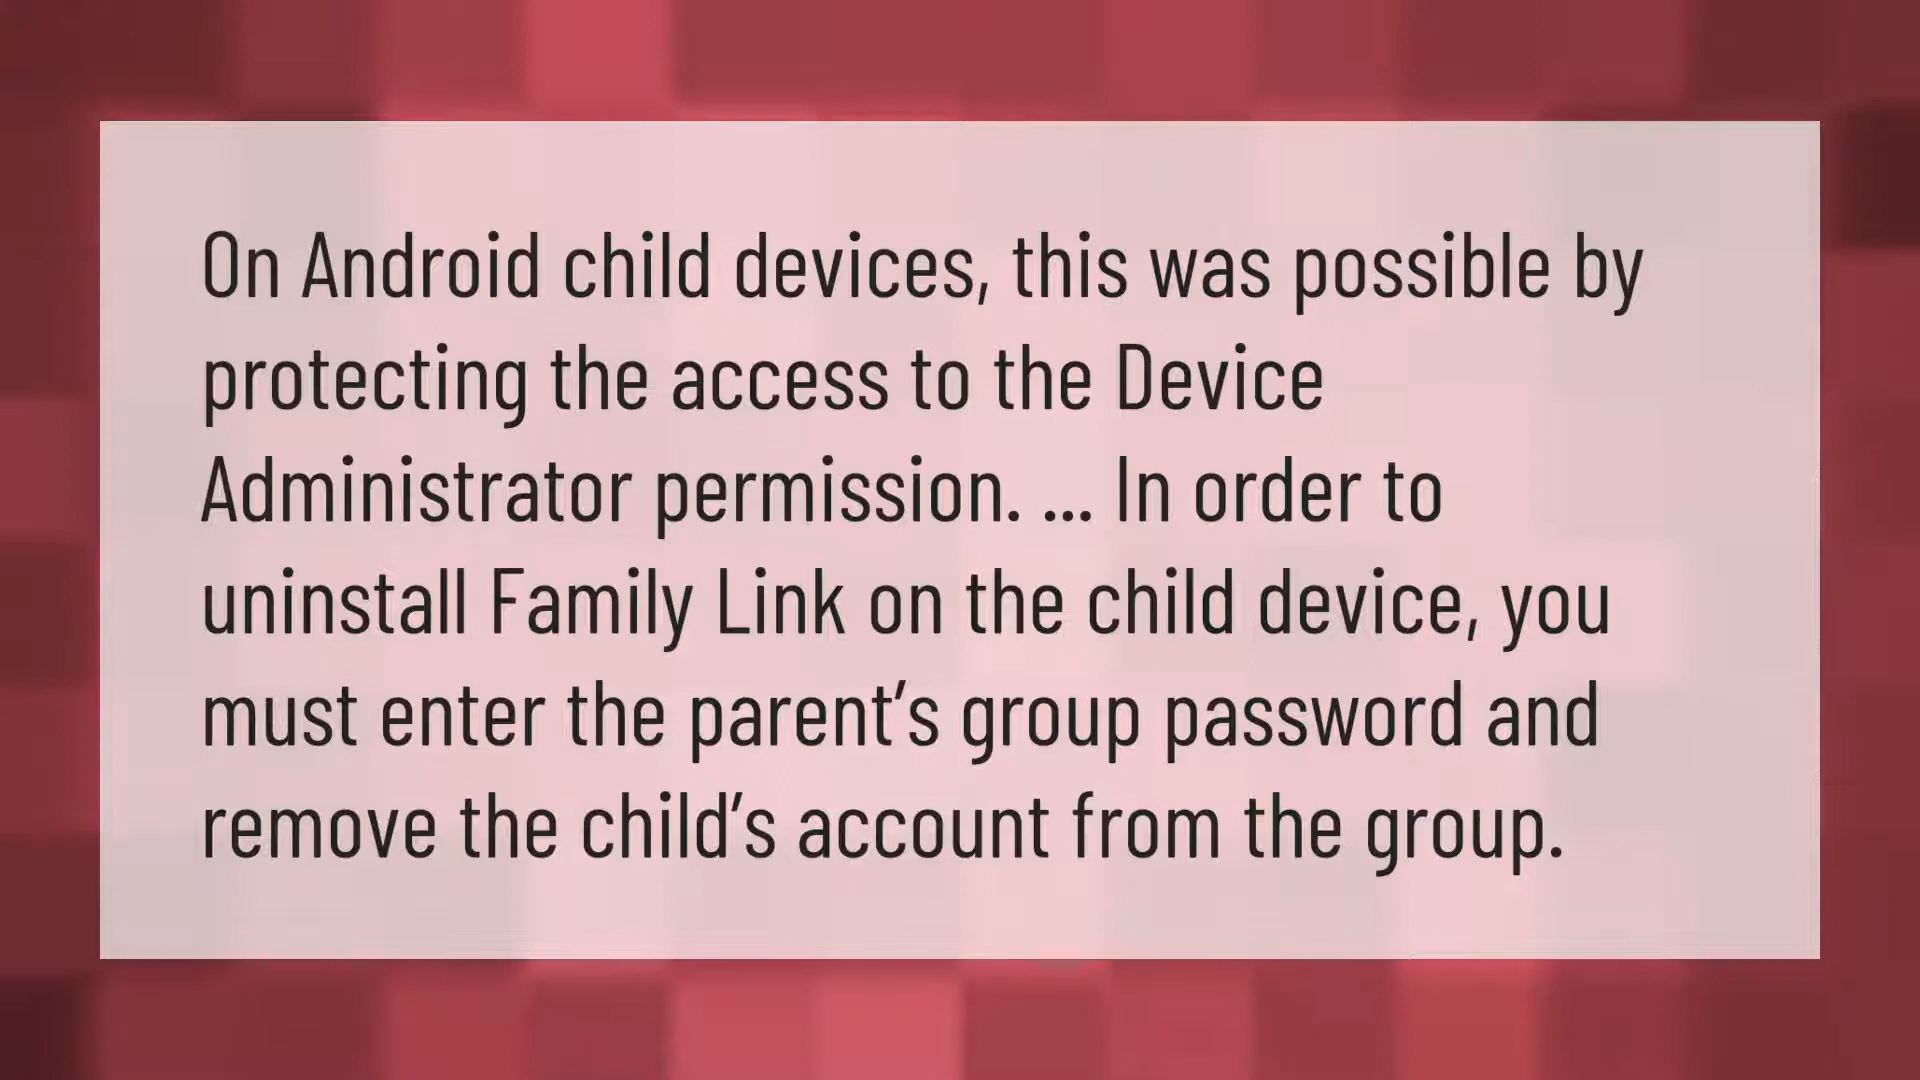 On Android child devices, this was possible by
protecting the access to the Device
Administrator permission. ... In order to
uninstall Family Link on the child device, you
must enter the parent’s group password and
remove the child’s account from the group.